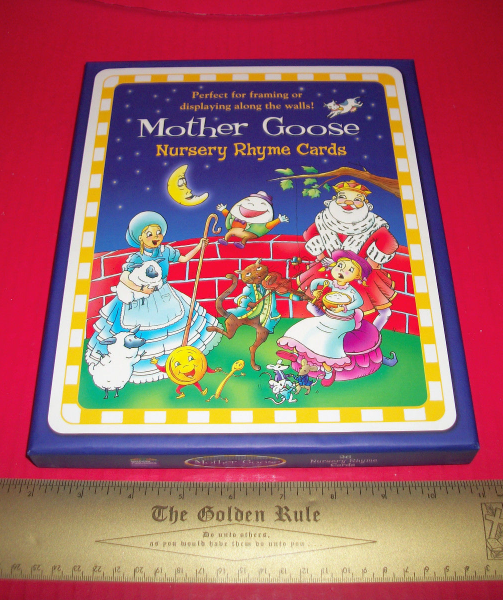 Perfect for framing or
displaying along the walls!
Mother Goose
Nursery Rhyme Cards
Mother Goose
20
Nursery Rhyme
Cards
The Golden Rule
Do unto others,
as you would have them do unto you